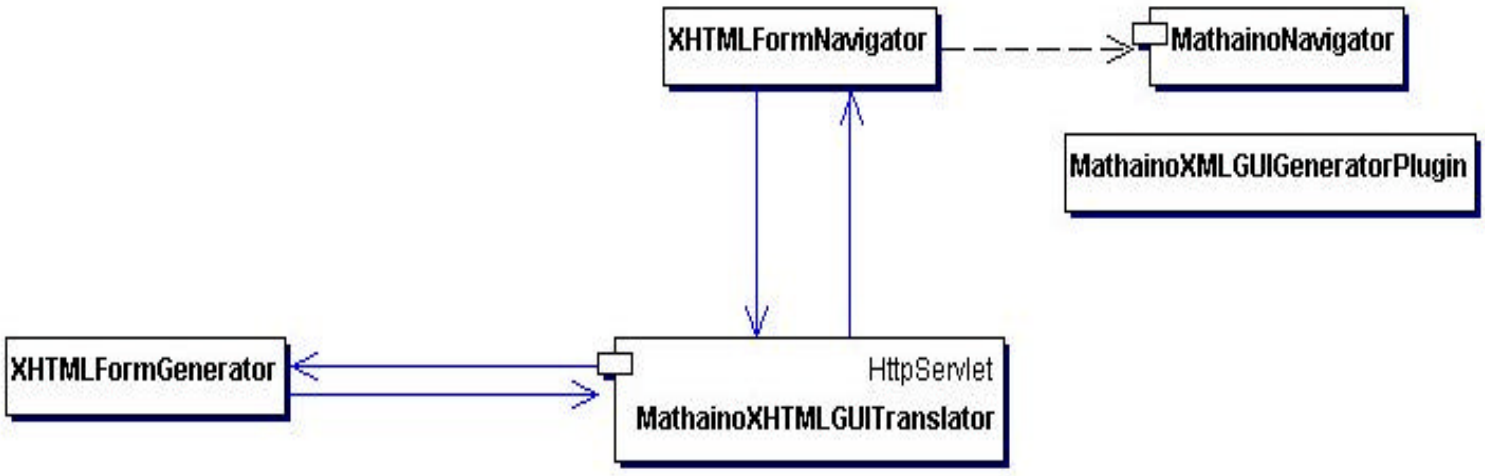 XHTMLFormNavigator
MathainoNavigator
MathainoXMLGUIGeneratorPlugin
XHTMLFormGenerator
HttpServlet
MathainoXHTMLGUITranslator